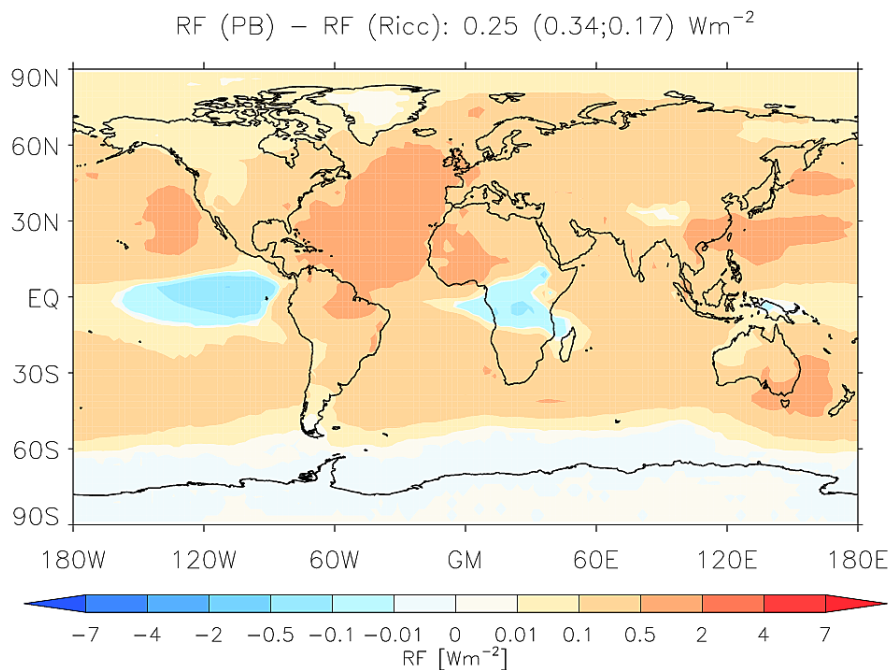 RF (PB) − RF (Ricc): 0.25 (0.34;0.17) Wm⁻²
90N
60N
30N
EQ
30S
60S
90S
180W 120W 60W GM 60E 120E 180E
−7 −4 −2 −0.5 −0.1 −0.01 0 0.01 0.1 0.5 2 4 7
RF [Wm⁻²]